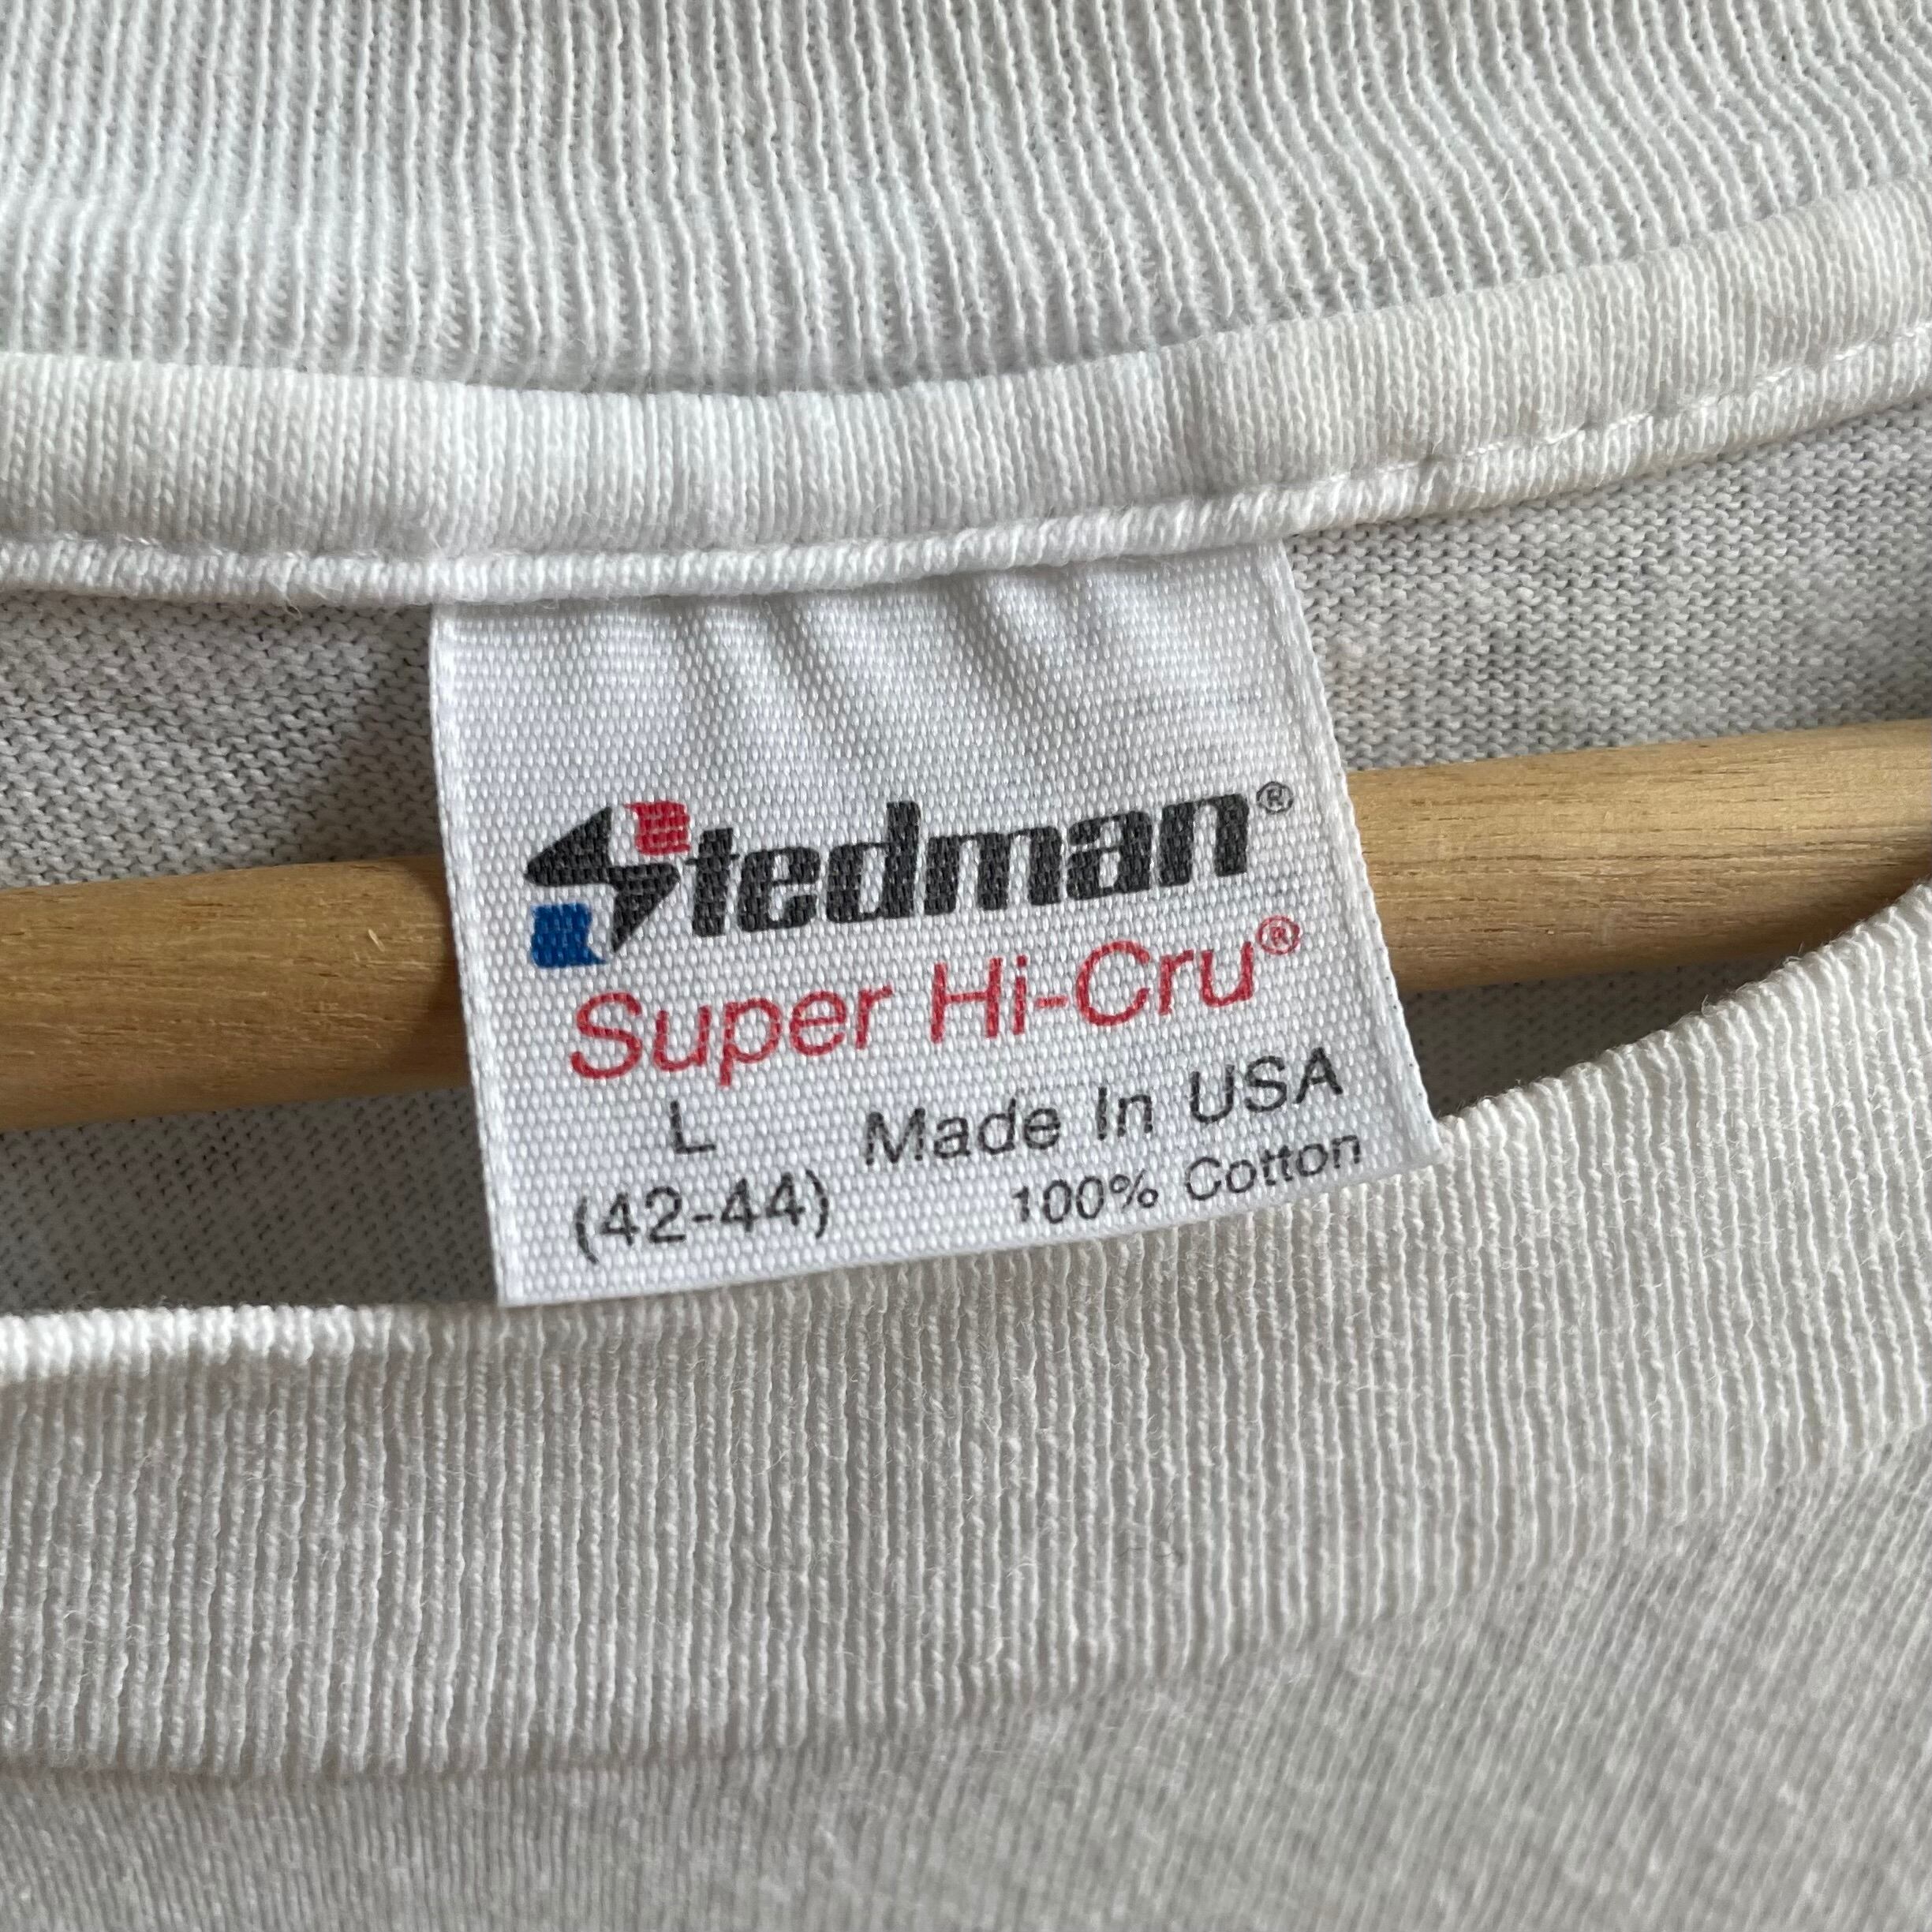 Stedman®
Super Hi-Cru®
L Made In USA
(42-44) 100% Cotton